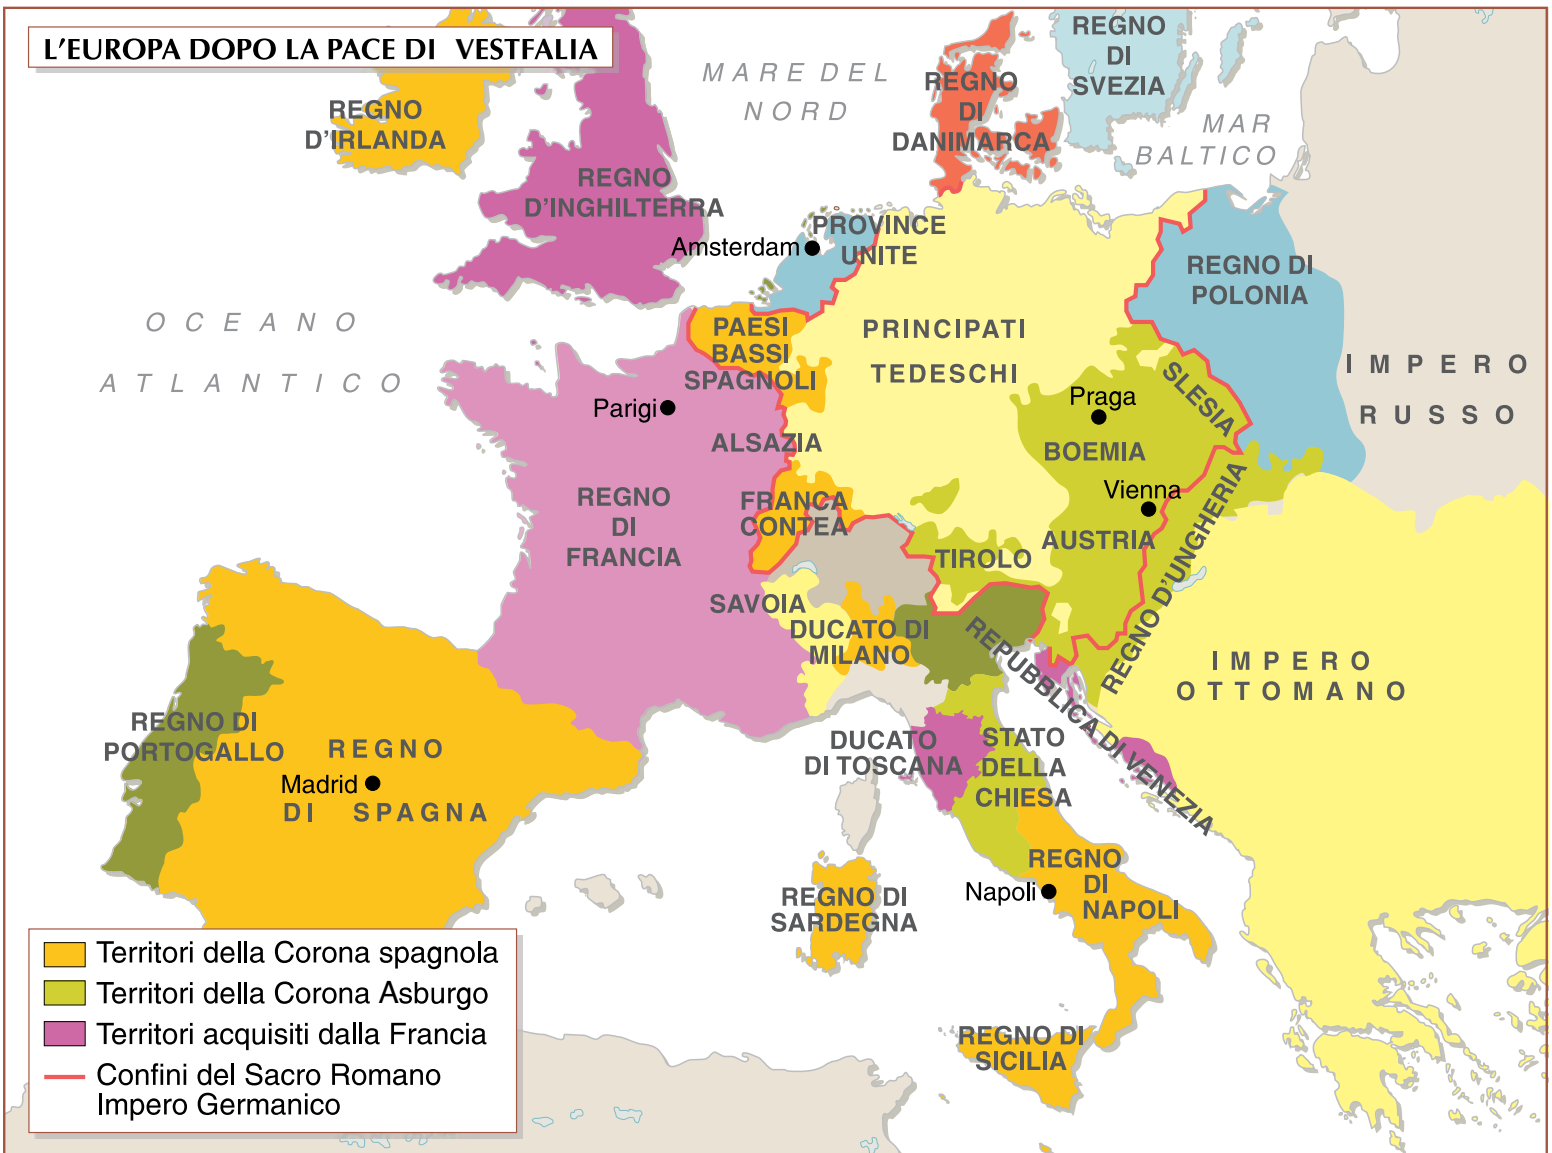 L'EUROPA DOPO LA PACE DI VESTFALIA
REGNO
D'IRLANDA
REGNO
D'INGHILTERRA
MARE DEL
NORD
REGNO
DI
DANIMARCA
REGNO
DI
SVEZIA
MAR
BALTICO
OCEANO
ATLANTICO
Amsterdam
PROVINCE
UNITE
PAESI
BASSI
SPAGNOLI
PRINCIPATI
TEDESCHI
REGNO DI
POLONIA
IMPERO
RUSSO
Parigi
ALSAZIA
Praga
SLESIA
BOEMIA
Vienna
REGNO
DI
FRANCIA
FRANCA
CONTEA
TIROLO
AUSTRIA
REGNO D'UNGHERIA
SAVOIA
DUCATO DI
MILANO
REPUBBLICA DI VENEZIA
IMPERO
OTTOMANO
REGNO DI
PORTOGALLO
REGNO
Madrid
DI SPAGNA
DUCATO
DI TOSCANA
STATO
DELLA
CHIESA
REGNO
DI
NAPOLI
Napoli
REGNO DI
SARDEGNA
REGNO DI
SICILIA
Territori della Corona spagnola
Territori della Corona Asburgo
Territori acquisiti dalla Francia
Confini del Sacro Romano
Impero Germanico